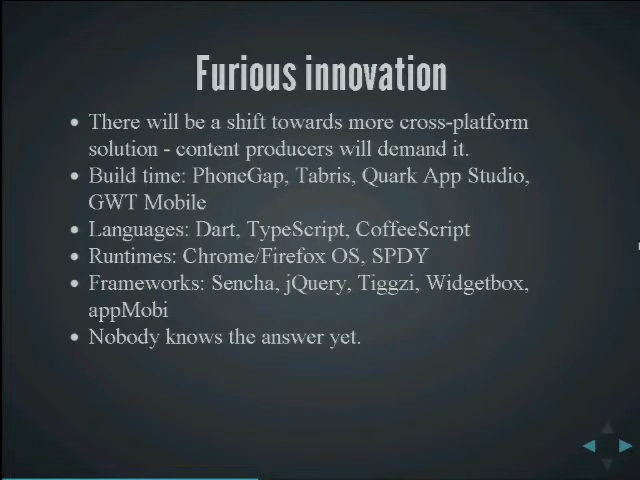 Furious innovation
• There will be a shift towards more cross-platform
solution - content producers will demand it.
• Build time: PhoneGap, Tabris, Quark App Studio,
GWT Mobile
• Languages: Dart, TypeScript, CoffeeScript
• Runtimes: Chrome/Firefox OS, SPDY
• Frameworks: Sencha, jQuery, Tiggzi, Widgetbox,
appMobi
• Nobody knows the answer yet.